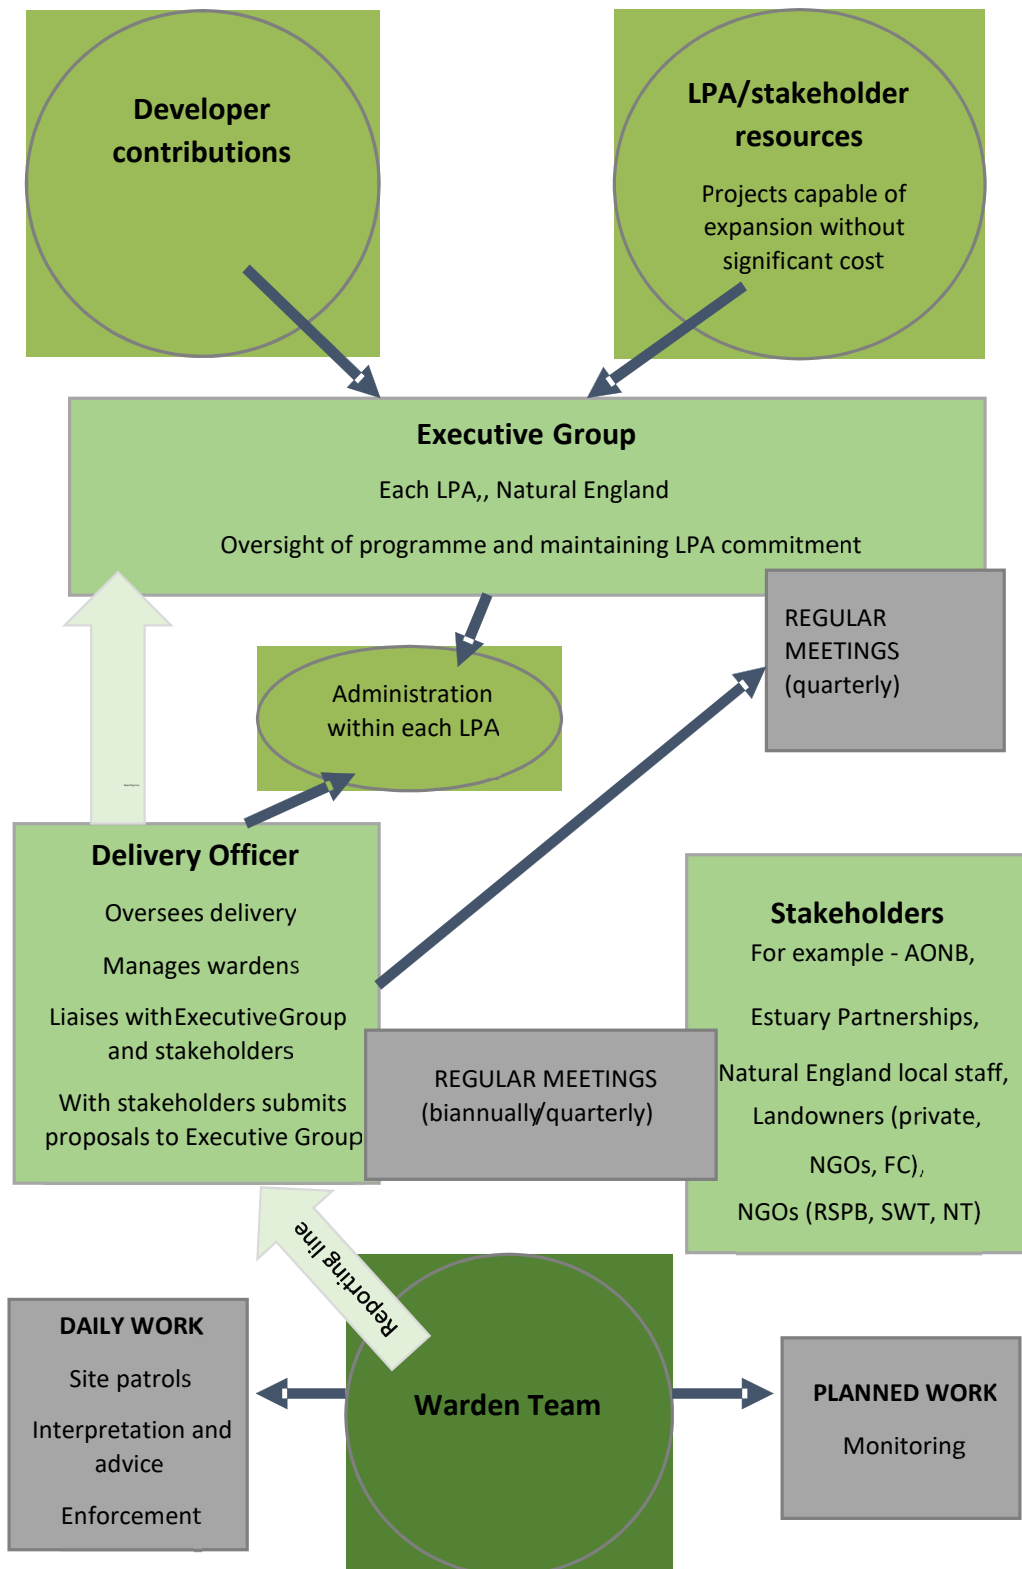 Developer
contributions
LPA/stakeholder
resources
Projects capable of
expansion without
significant cost
Executive Group
Each LPA,, Natural England
Oversight of programme and maintaining LPA commitment
REGULAR
MEETINGS
(quarterly)
Administration
within each LPA
Delivery Officer
Oversees delivery
Manages wardens
Liaises with Executive Group
and stakeholders
With stakeholders submits
proposals to Executive Group
REGULAR MEETINGS
(biannually/quarterly)
Stakeholders
For example - AONB,
Estuary Partnerships,
Natural England local staff,
Landowners (private,
NGOs, FC),
NGOs (RSPB, SWT, NT)
Reporting line
Warden Team
DAILY WORK
Site patrols
Interpretation and
advice
Enforcement
PLANNED WORK
Monitoring